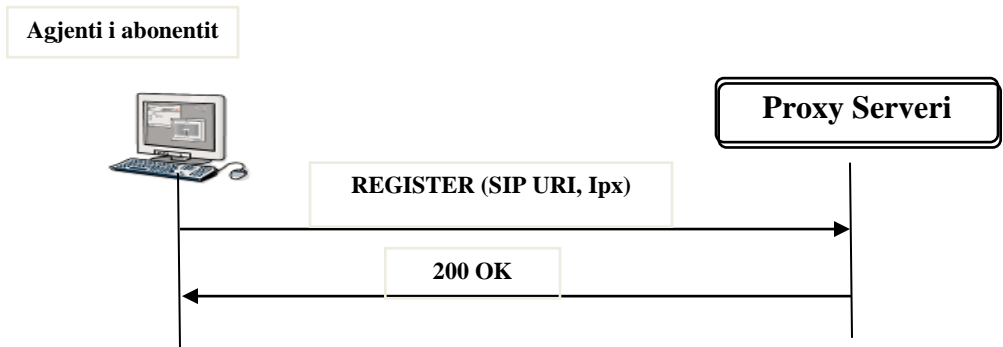 Agjenti i abonentit
Proxy Serveri
REGISTER (SIP URI, Ipx)
200 OK